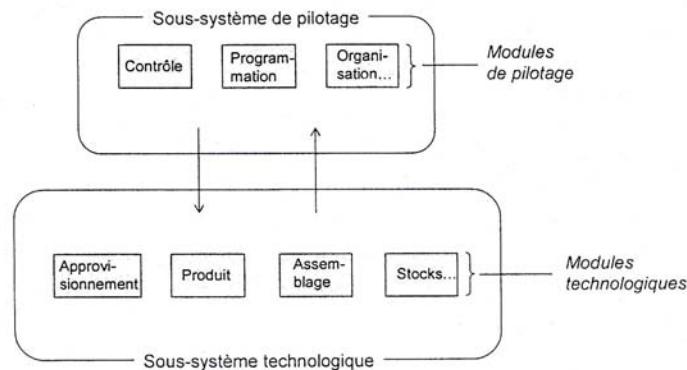 Sous-système de pilotage
Contrôle
Program-
mation
Organi-
sation...
Modules
de pilotage
Approvi-
sionnement
Produit
Assem-
blage
Stocks...
Modules
technologiques
Sous-système technologique